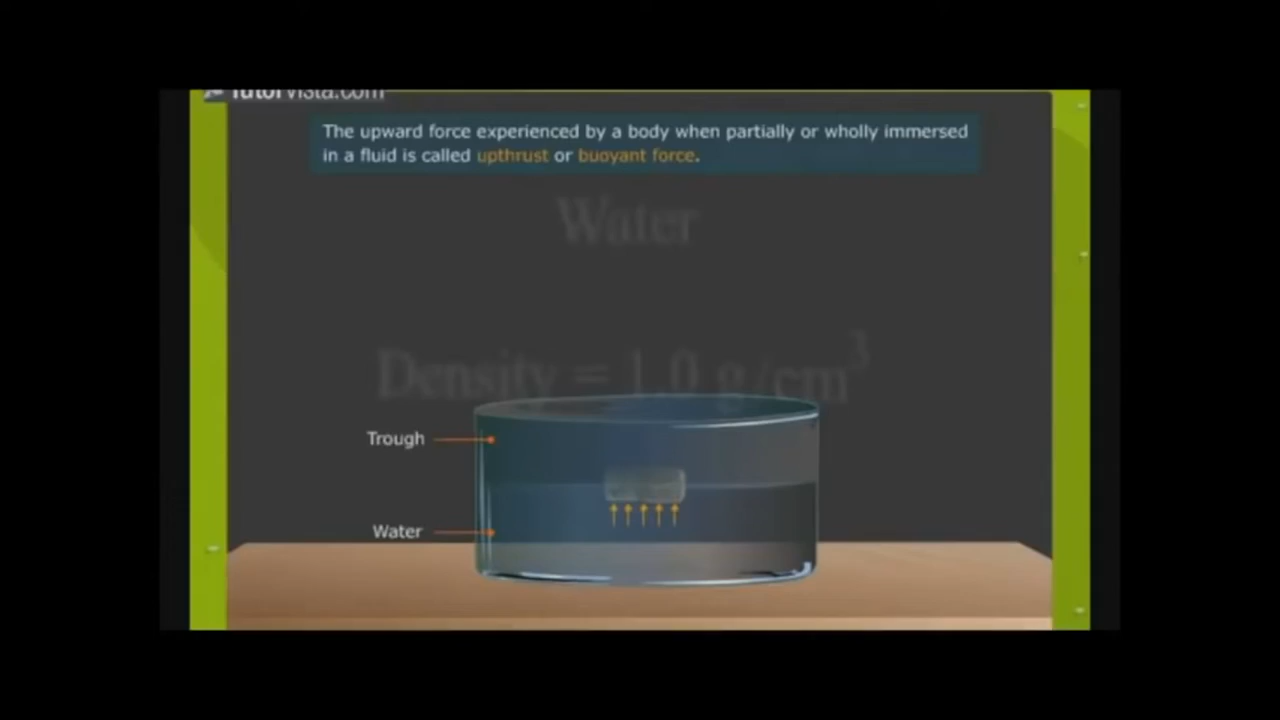 TutorVista.com
The upward force experienced by a body when partially or wholly immersed
in a fluid is called upthrust or buoyant force.
Water
Density = 1.0 g/cm³
Trough
Water